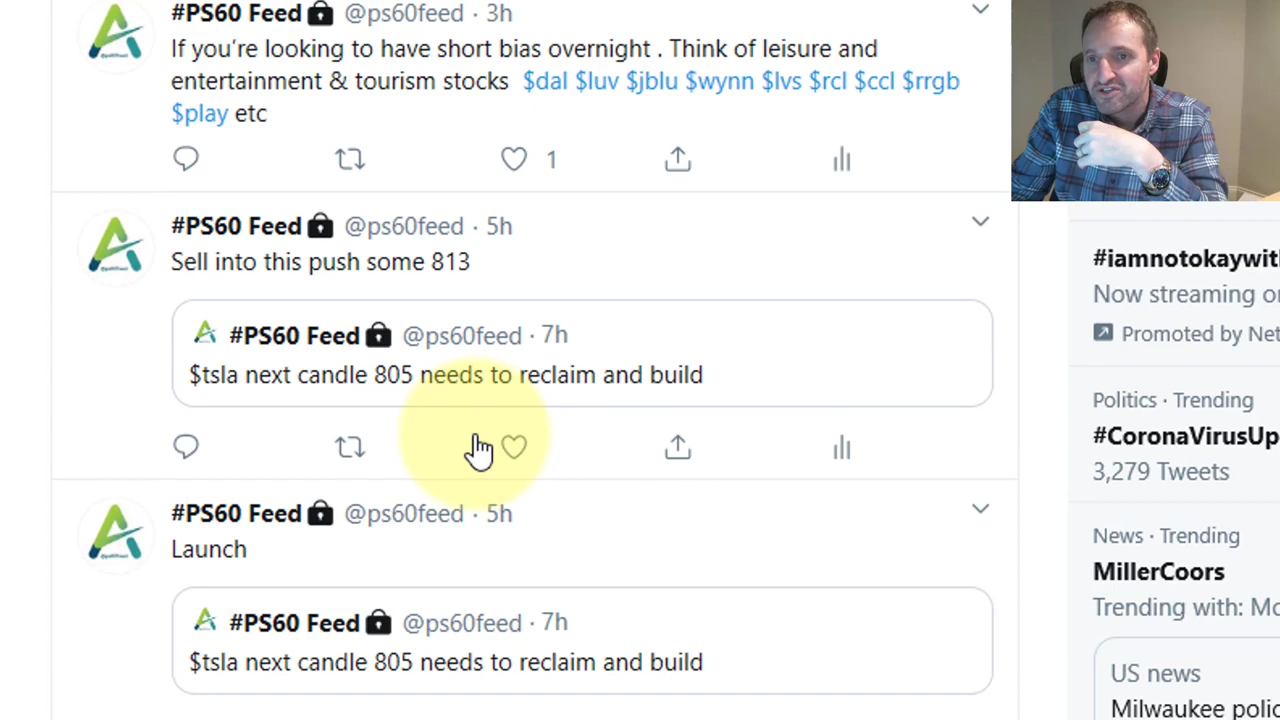 #PS60 Feed @ps60feed · 3h
If you're looking to have short bias overnight . Think of leisure and
entertainment & tourism stocks $dal $luv $jblu $wynn $lvs $rcl $ccl $rrgb
$play etc
1
#PS60 Feed @ps60feed · 5h
Sell into this push some 813
#PS60 Feed @ps60feed · 7h
$tsla next candle 805 needs to reclaim and build
#PS60 Feed @ps60feed · 5h
Launch
#PS60 Feed @ps60feed · 7h
$tsla next candle 805 needs to reclaim and build
#iamnotokaywit
Now streaming o
Promoted by Net
Politics · Trending
#CoronaVirusUp
3,279 Tweets
News · Trending
MillerCoors
Trending with: Mo
US news
Milwaukee polic